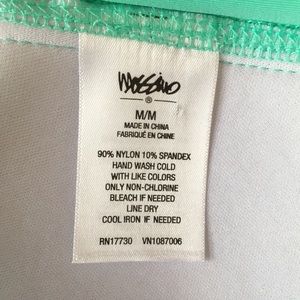 Mossimo
®
M/M
MADE IN CHINA
FABRIQUÉ EN CHINE
90% NYLON 10% SPANDEX
HAND WASH COLD
WITH LIKE COLORS
ONLY NON-CHLORINE
BLEACH IF NEEDED
LINE DRY
COOL IRON IF NEEDED
RN17730 VN1087006